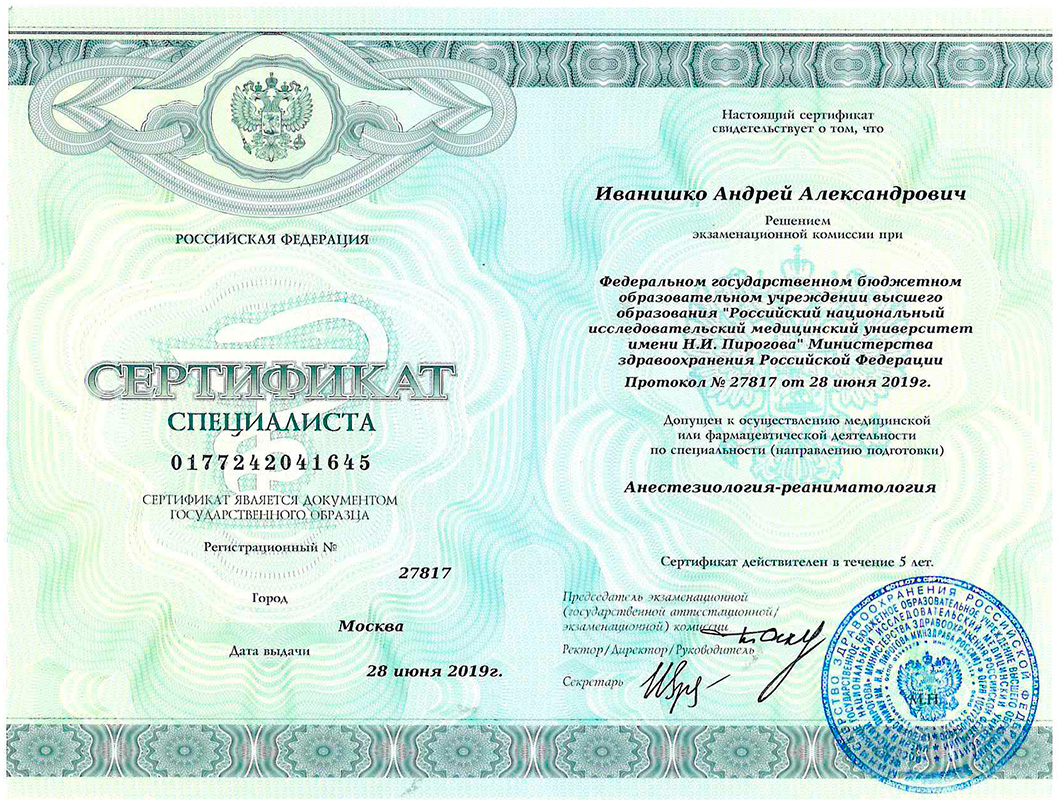 РОССИЙСКАЯ ФЕДЕРАЦИЯ
СЕРТИФИКАТ
СПЕЦИАЛИСТА
0177242041645
СЕРТИФИКАТ ЯВЛЯЕТСЯ ДОКУМЕНТОМ
ГОСУДАРСТВЕННОГО ОБРАЗЦА
Регистрационный №
27817
Город
Москва
Дата выдачи
28 июня 2019г.
Настоящий сертификат
свидетельствует о том, что
Иванишко Андрей Александрович
Решением
экзаменационной комиссии при
Федеральном государственном бюджетном
образовательном учреждении высшего
образования "Российский национальный
исследовательский медицинский университет
имени Н.И. Пирогова" Министерства
здравоохранения Российской Федерации
Протокол № 27817 от 28 июня 2019г.
Допущен к осуществлению медицинской
или фармацевтической деятельности
по специальности (направлению подготовки)
Анестезиология-реаниматология
Сертификат действителен в течение 5 лет.
Председатель экзаменационной
(государственной аттестационной/
экзаменационной) комиссии
Ректор/Директор/Руководитель
Секретарь
М.П.
МИНИСТЕРСТВО ЗДРАВООХРАНЕНИЯ РОССИЙСКОЙ ФЕДЕРАЦИИ